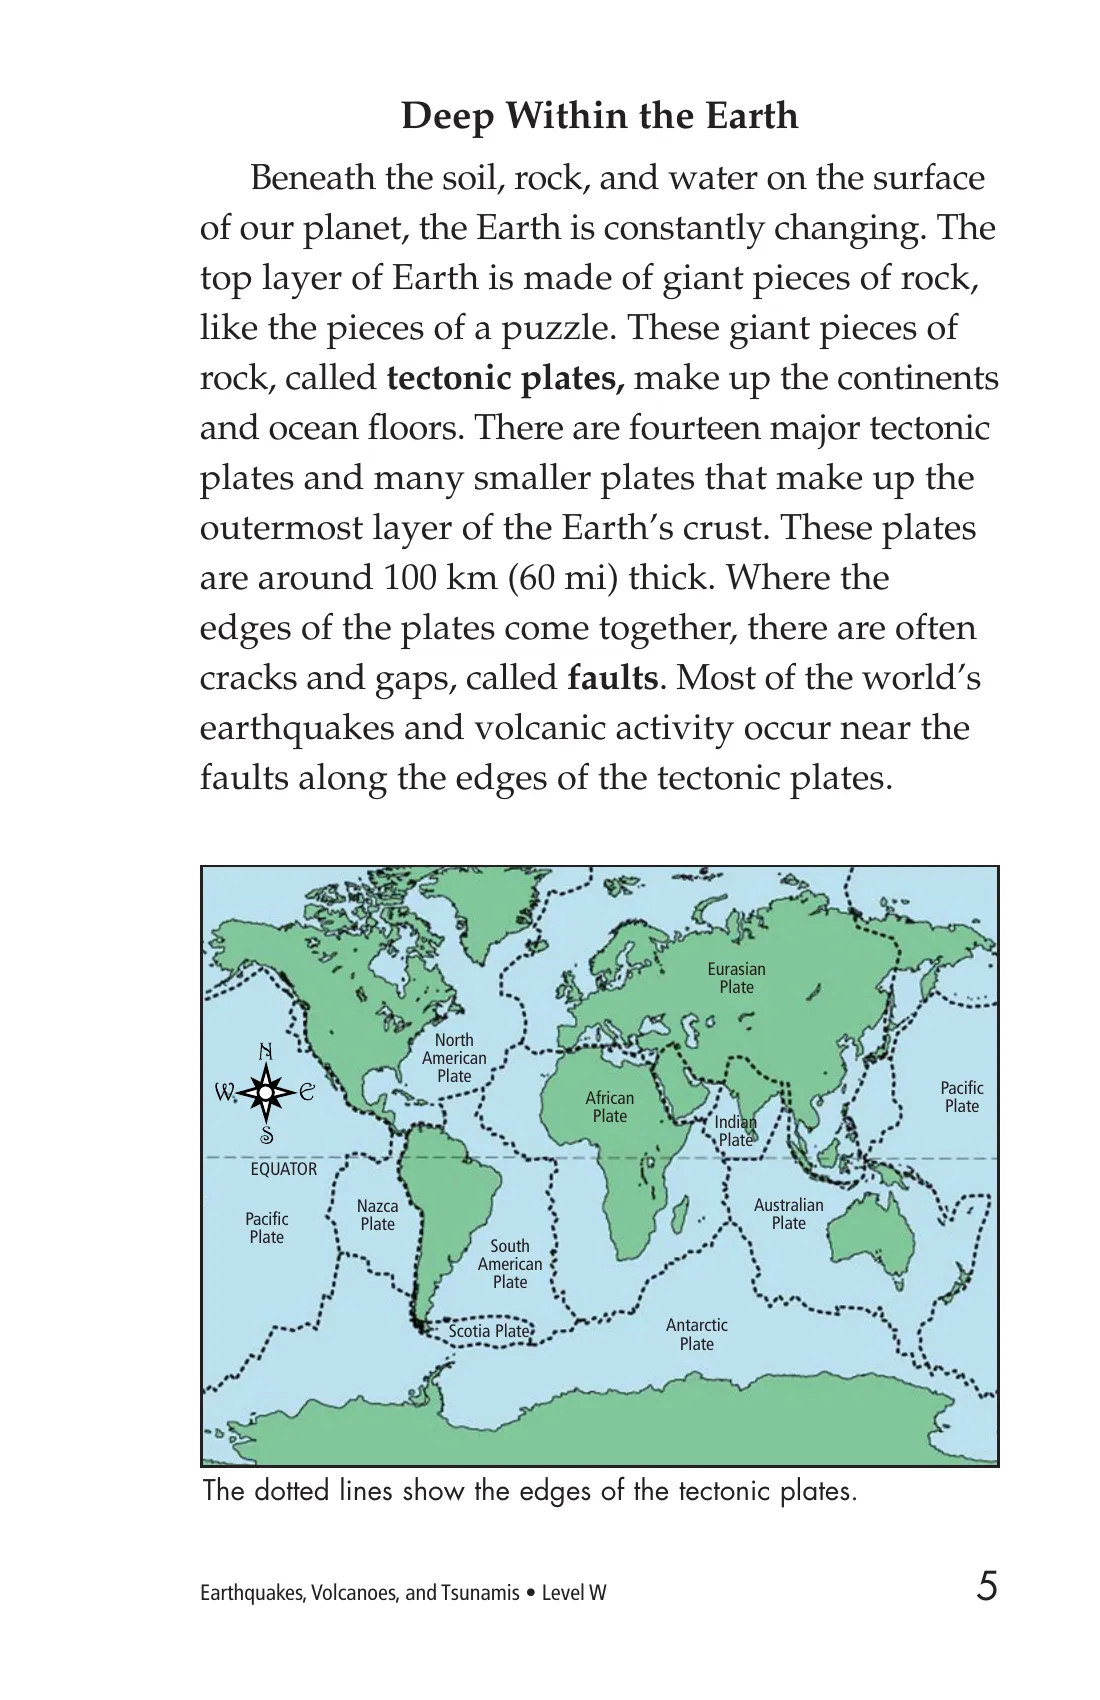 Deep Within the Earth
Beneath the soil, rock, and water on the surface
of our planet, the Earth is constantly changing. The
top layer of Earth is made of giant pieces of rock,
like the pieces of a puzzle. These giant pieces of
rock, called tectonic plates, make up the continents
and ocean floors. There are fourteen major tectonic
plates and many smaller plates that make up the
outermost layer of the Earth’s crust. These plates
are around 100 km (60 mi) thick. Where the
edges of the plates come together, there are often
cracks and gaps, called faults. Most of the world’s
earthquakes and volcanic activity occur near the
faults along the edges of the tectonic plates.
Eurasian
Plate
North
American
Plate
N
W
E
S
African
Plate
Indian
Plate
Pacific
Plate
EQUATOR
Pacific
Plate
Nazca
Plate
South
American
Plate
Australian
Plate
Scotia Plate
Antarctic
Plate
The dotted lines show the edges of the tectonic plates.
Earthquakes, Volcanoes, and Tsunamis • Level W
5